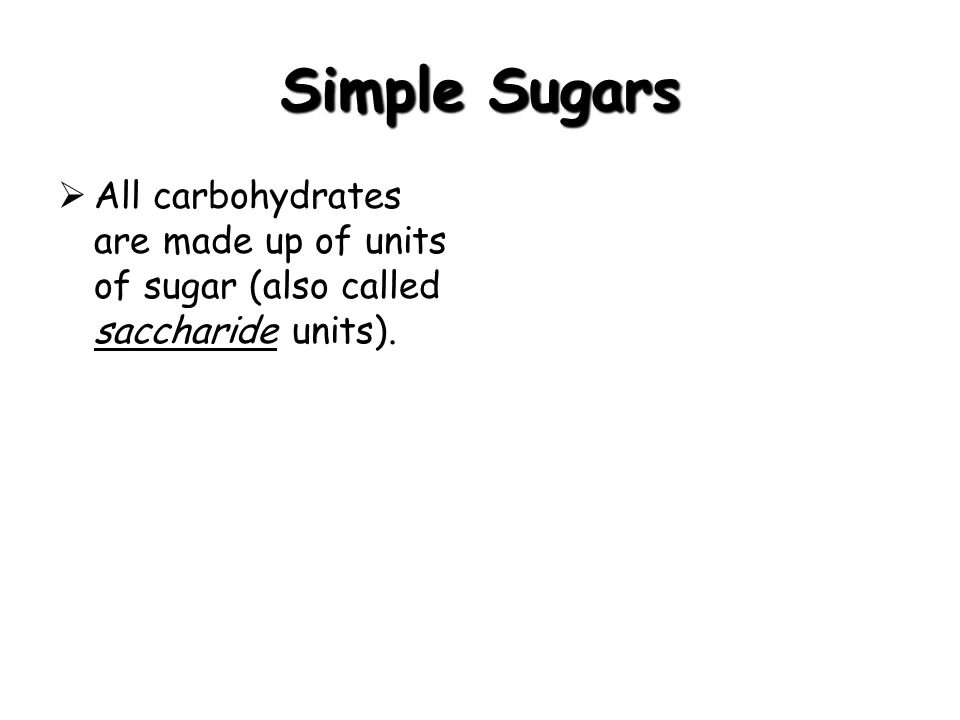 Simple Sugars
➢ All carbohydrates
are made up of units
of sugar (also called
saccharide units).